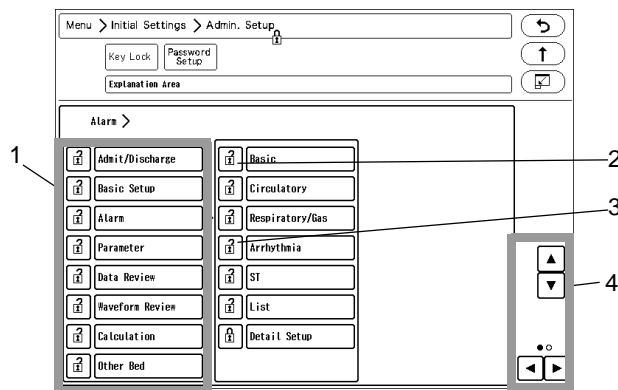 Menu > Initial Settings > Admin. Setup
Key Lock
Password
Setup
Explanation Area
Alarm >
1
Admit/Discharge
Basic
2
Basic Setup
Circulatory
Alarm
Respiratory/Gas
3
Parameter
Arrhythmia
Data Review
ST
4
Waveform Review
List
Calculation
Detail Setup
Other Bed